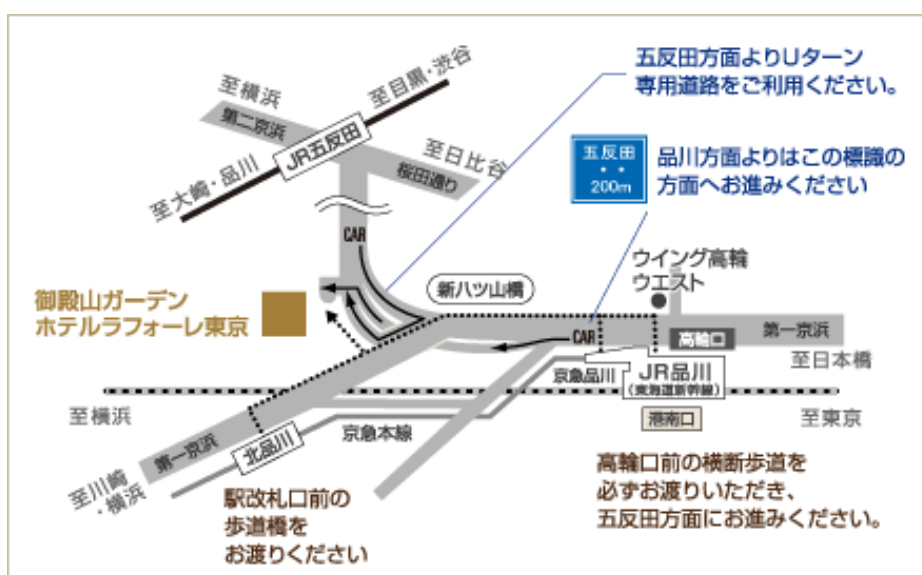 五反田方面よりUターン
専用道路をご利用ください。
至横浜
至目黒・渋谷
第二京浜
JR五反田
至日比谷
桜田通り
至大崎・品川
五反田
・・
200m
品川方面よりはこの標識の
方面へお進みください
CAR
ウイング高輪
ウエスト
新八ツ山橋
御殿山ガーデン
ホテルラフォーレ東京
CAR
高輪口
第一京浜
至日本橋
京急品川
JR品川
(東海道新幹線)
至横浜
港南口
至東京
京急本線
北品川
第一京浜
至川崎
・横浜
駅改札口前の
歩道橋を
お渡りください
高輪口前の横断歩道を
必ずお渡りいただき、
五反田方面にお進みください。